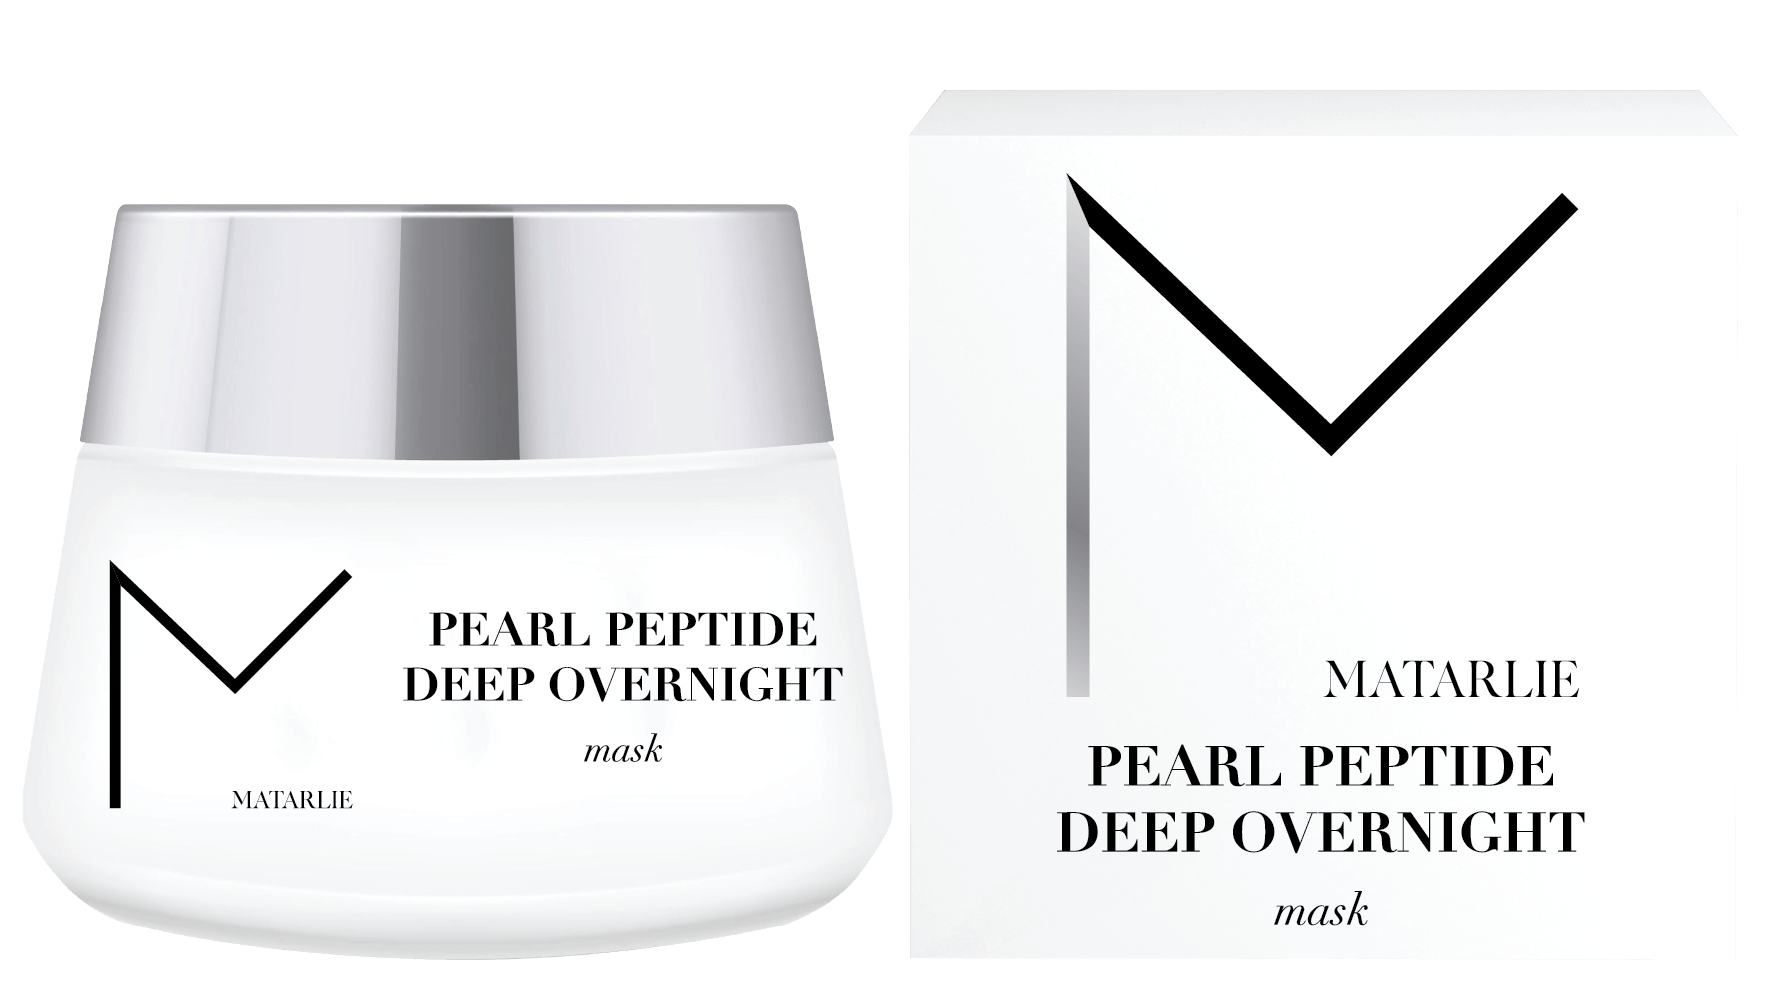 PEARL PEPTIDE
DEEP OVERNIGHT
mask
MATARLIE
MATARLIE
PEARL PEPTIDE
DEEP OVERNIGHT
mask